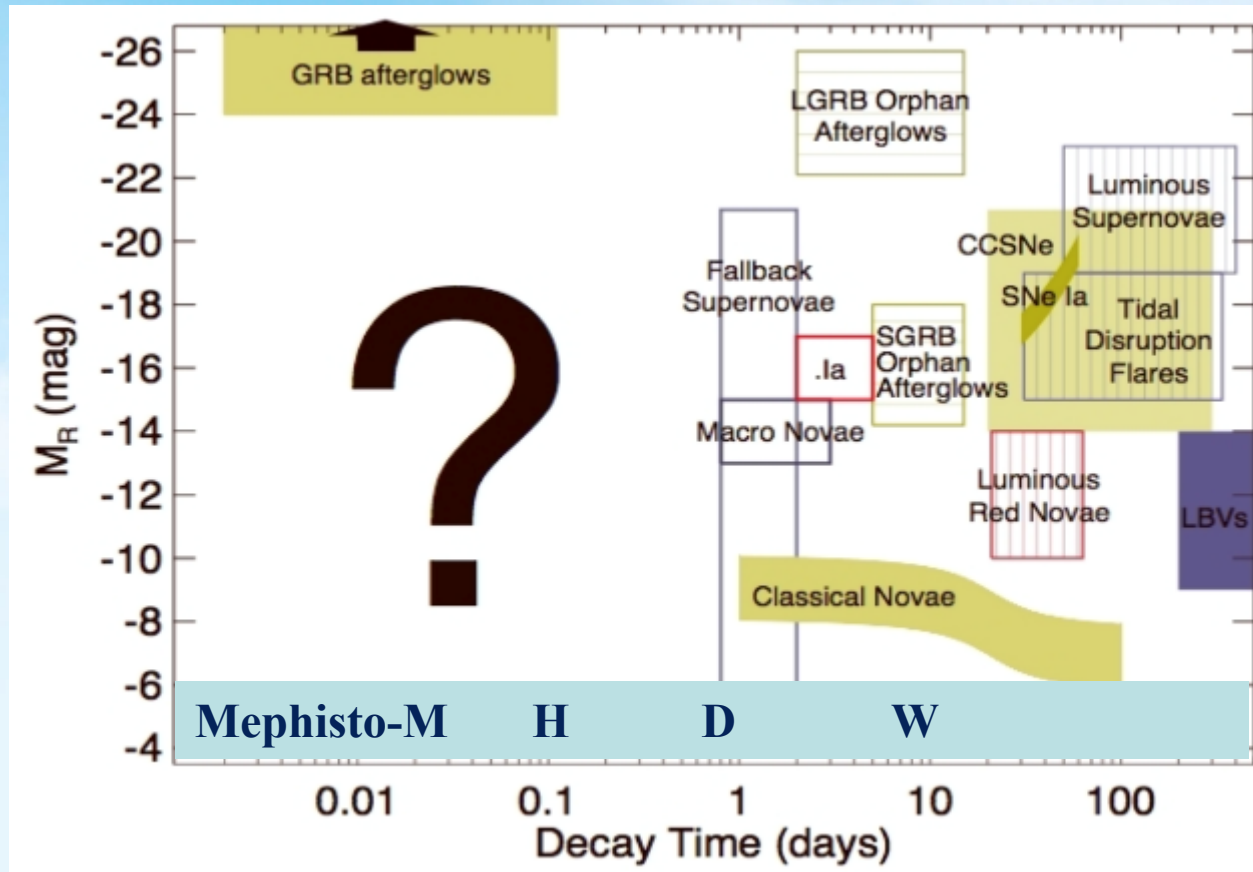 -26
-24
-22
-20
-18
-16
-14
-12
-10
-8
-6
-4
M_R (mag)
GRB afterglows
LGRB Orphan
Afterglows
Luminous
Supernovae
CCSNe
Fallback
Supernovae
SNe Ia
Tidal
Disruption
Flares
?
.Ia
SGRB
Orphan
Afterglows
Macro Novae
Luminous
Red Novae
LBVs
Classical Novae
Mephisto-M H D W
0.01 0.1 1 10 100
Decay Time (days)